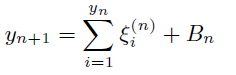 y_{n+1} = \sum_{i=1}^{y_n} \xi_i^{(n)} + B_n